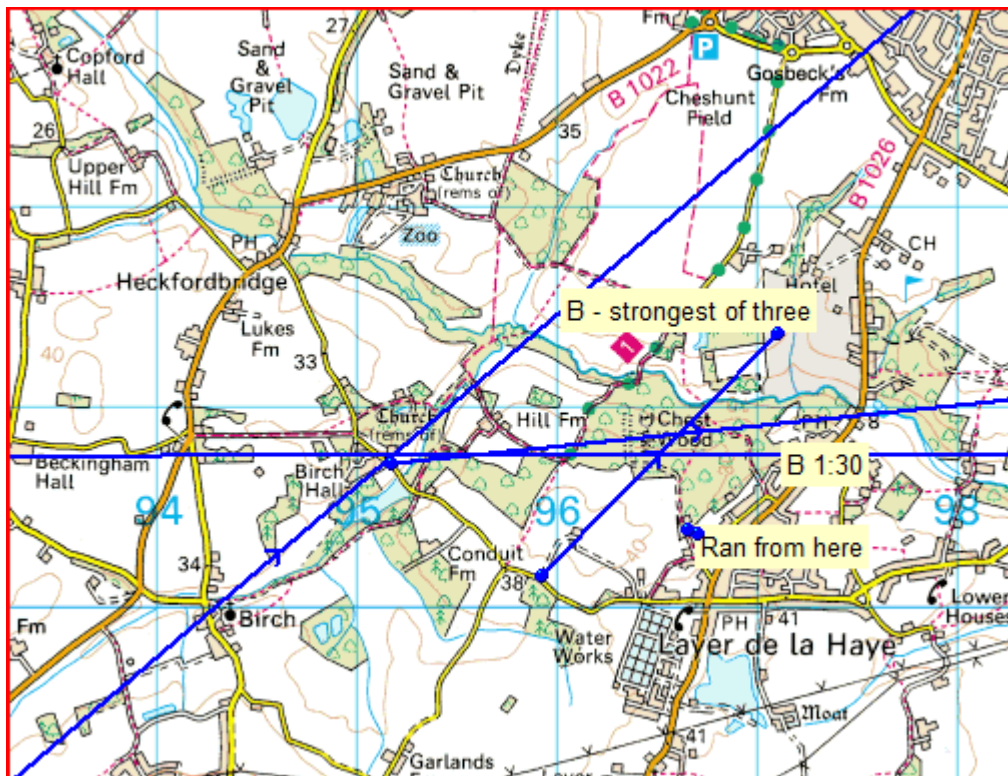 Copford
Hall
27
Sand
&
Gravel
Pit
Sand &
Gravel Pit
Dyke
Fm
P
B 1022
Gosbeck's
Fm
Cheshunt
Field
26
Upper
Hill Fm
35
Church
(rems of)
B 1026
PH
Zoo
CH
Heckfordbridge
Hotel
B - strongest of three
Lukes
Fm
40
33
1
Church
(rems of)
Hill Fm
Chest
Wood
PH
8
Beckingham
Hall
Birch
Hall
B 1:30
94
95
96
98
40
Ran from here
34
Conduit
Fm
38
Lower
Houses
Fm
Birch
Water
Works
PH
41
Layer de la Haye
Moat
41
Garlands
Layer